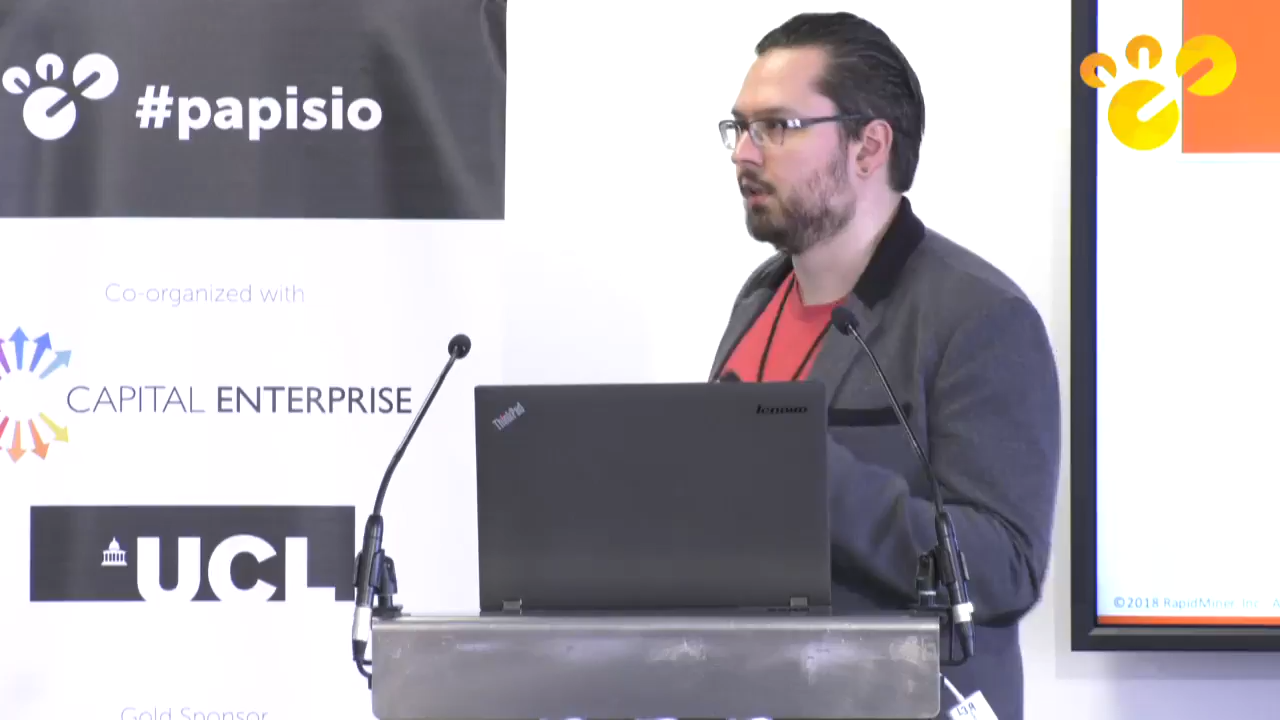 #papisio
Co-organized with
CAPITAL ENTERPRISE
UCL
Gold Sponsor
ThinkPad
lenovo
©2018 RapidMiner, Inc. A